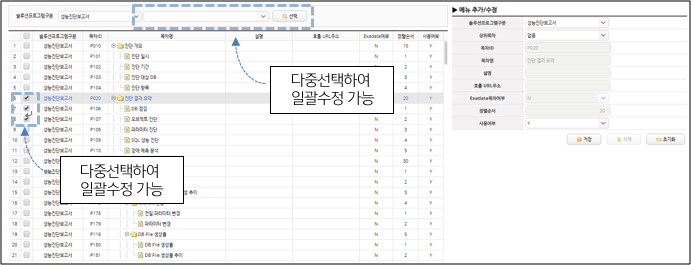 솔루션프로그램구분 성능진단보고서 선택
솔루션프로그램구분 목차ID 목차명 설명 호출 URL주소 Exadata여부 정렬순서 사용여부
1 성능진단보고서 P010 진단 개요 N 10 Y
2 성능진단보고서 P101 진단 일시 N 1 Y
3 성능진단보고서 P102 진단 기간 N 2 Y
4 성능진단보고서 P103 진단 대상 DB N 3 Y
5 성능진단보고서 P104 진단 항목 N 4 Y
6 성능진단보고서 P020 진단 결과 요약 N 20 Y
7 성능진단보고서 P106 DB 점검 N 1 Y
8 성능진단보고서 P107 오브젝트 진단 N 2 Y
9 성능진단보고서 P108 파라미터 진단 N 3 Y
10 성능진단보고서 P109 SQL 성능 진단 N 4 Y
11 성능진단보고서 P110 장애 예측 분석 N 5 Y
12 N 30 Y
13 N 1 Y
14 N 2 Y
15 추이 N 3 Y
16 N 4 Y
17 성능진단보고서 P178 전일 파라미터 변경 N 1 Y
18 성능진단보고서 P179 파라미터 변경 N 2 Y
19 성능진단보고서 P116 DB File 생성률 N 5 Y
20 성능진단보고서 P180 DB File 생성률 N 1 Y
21 성능진단보고서 P181 DB File 생성률 추이 N 2 Y
다중선택하여
일괄수정 가능
다중선택하여
일괄수정 가능
▶ 메뉴 추가/수정
솔루션프로그램구분 성능진단보고서
상위목차 없음
목차ID P020
목차명 진단 결과 요약
설명
호출 URL주소
Exadata목차여부 N
정렬순서 20
사용여부 Y
저장 삭제 초기화